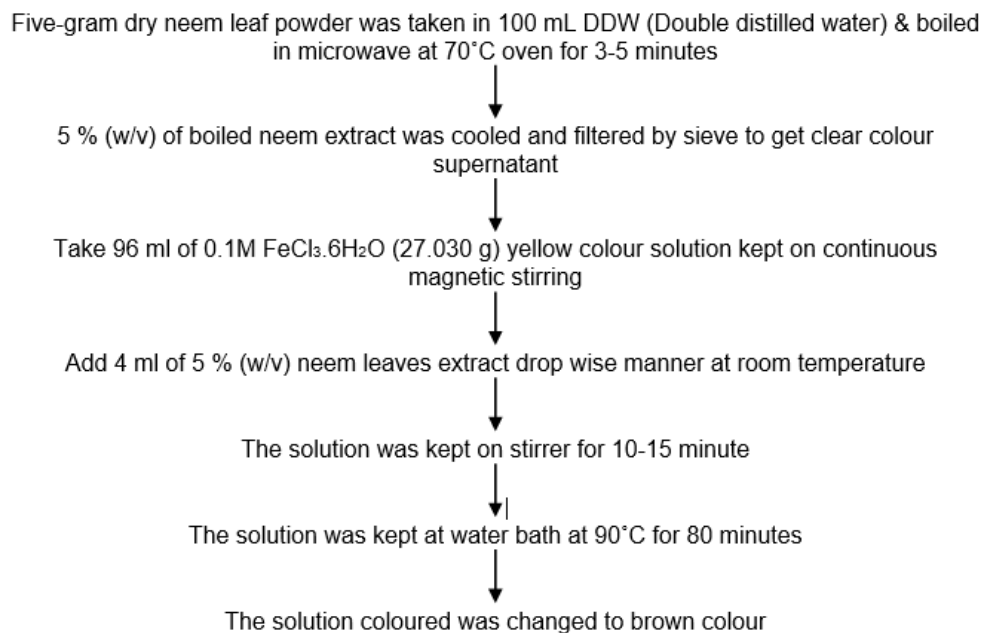 Five-gram dry neem leaf powder was taken in 100 mL DDW (Double distilled water) & boiled
in microwave at 70˚C oven for 3-5 minutes
5 % (w/v) of boiled neem extract was cooled and filtered by sieve to get clear colour
supernatant
Take 96 ml of 0.1M FeCl₃.6H₂O (27.030 g) yellow colour solution kept on continuous
magnetic stirring
Add 4 ml of 5 % (w/v) neem leaves extract drop wise manner at room temperature
The solution was kept on stirrer for 10-15 minute
The solution was kept at water bath at 90˚C for 80 minutes
The solution coloured was changed to brown colour